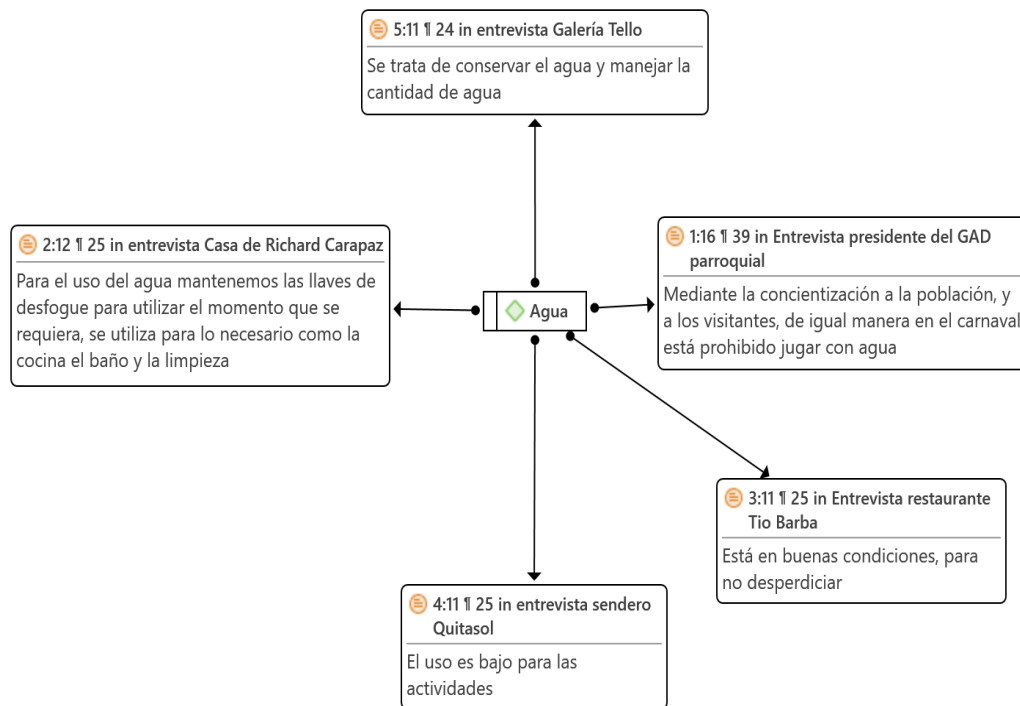 5:11 ¶ 24 in entrevista Galería Tello
Se trata de conservar el agua y manejar la
cantidad de agua
2:12 ¶ 25 in entrevista Casa de Richard Carapaz
Para el uso del agua mantenemos las llaves de
desfogue para utilizar el momento que se
requiera, se utiliza para lo necesario como la
cocina el baño y la limpieza
Agua
1:16 ¶ 39 in Entrevista presidente del GAD
parroquial
Mediante la concientización a la población, y
a los visitantes, de igual manera en el carnaval
está prohibido jugar con agua
3:11 ¶ 25 in Entrevista restaurante
Tio Barba
Está en buenas condiciones, para
no desperdiciar
4:11 ¶ 25 in entrevista sendero
Quitasol
El uso es bajo para las
actividades